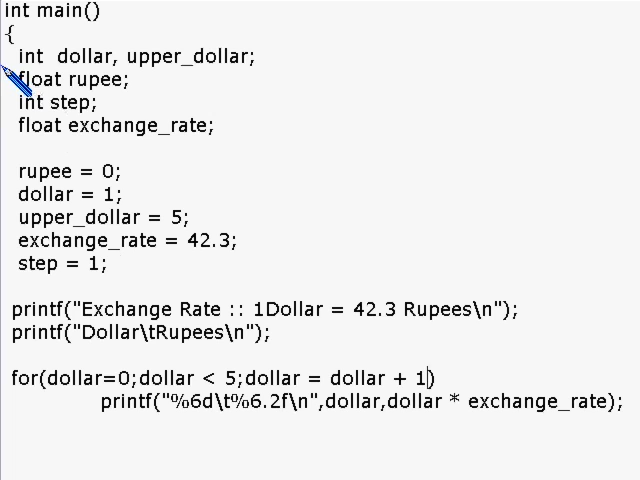 int main()
{
int  dollar, upper_dollar;
float rupee;
int step;
float exchange_rate;
rupee = 0;
dollar = 1;
upper_dollar = 5;
exchange_rate = 42.3;
step = 1;
printf("Exchange Rate :: 1Dollar = 42.3 Rupees\n");
printf("Dollar\tRupees\n");
for(dollar=0;dollar < 5;dollar = dollar + 1)
printf("%6d\t%6.2f\n",dollar,dollar * exchange_rate);